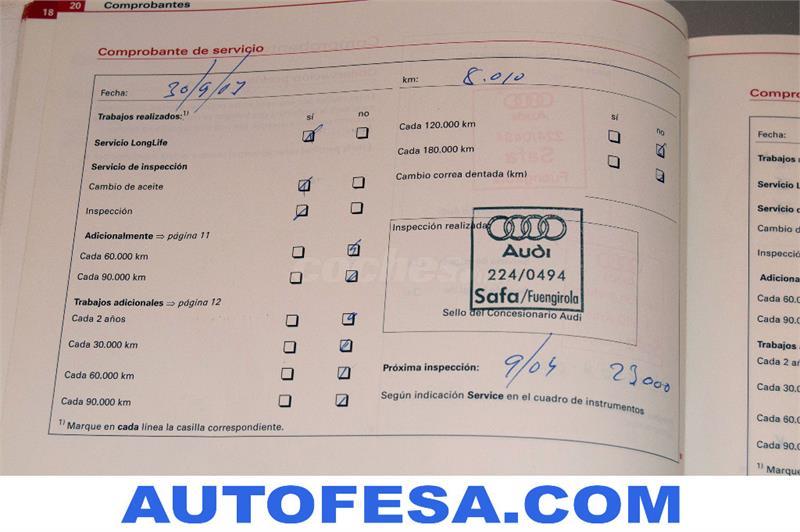 18
20 Comprobantes
Comprobante de servicio
Fecha: 30/9/03 km: 8.010
Trabajos realizados:1) sí no
Servicio LongLife
Servicio de inspección
Cambio de aceite
Inspección
Adicionalmente ⇒ página 11
Cada 60.000 km
Cada 90.000 km
Trabajos adicionales ⇒ página 12
Cada 2 años
Cada 30.000 km
Cada 60.000 km
Cada 90.000 km
1) Marque en cada línea la casilla correspondiente.
sí no
Cada 120.000 km
Cada 180.000 km
Cambio correa dentada (km)
Inspección realizada
Audi
224/0494
Safa/Fuengirola
Sello del Concesionario Audi
Próxima inspección: 9/04 23000
Según indicación Service en el cuadro de instrumentos
coches
Compro
Fecha:
Trabajos
Servicio L
Servicio
Cambio d
Inspecció
Adiciona
Cada 60.0
Cada 90.
Trabajos
Cada 2 a
Cada 30.0
Cada 60.0
Cada 90.0
1) Marque
AUTOFESA.COM